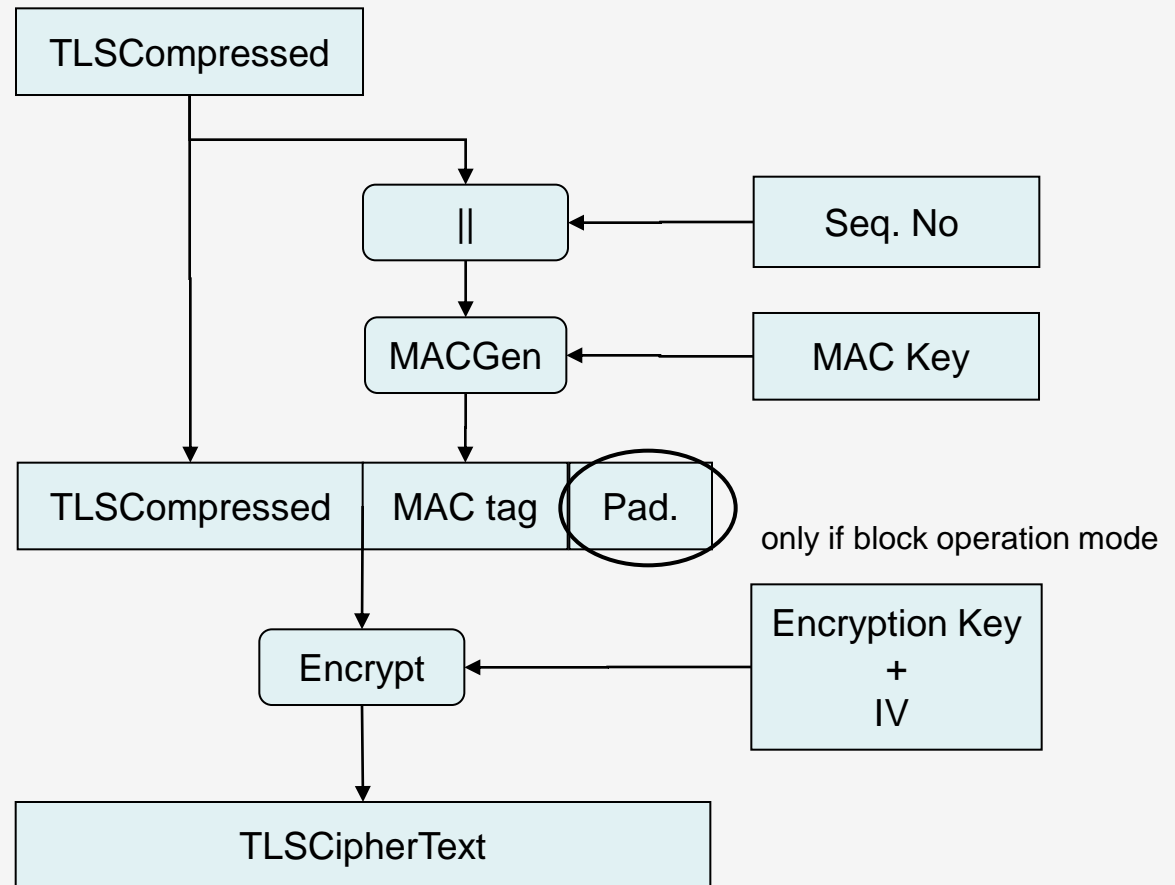 TLSCompressed
||
Seq. No
MACGen
MAC Key
TLSCompressed
MAC tag
Pad.
only if block operation mode
Encryption Key
+
IV
Encrypt
TLSCipherText